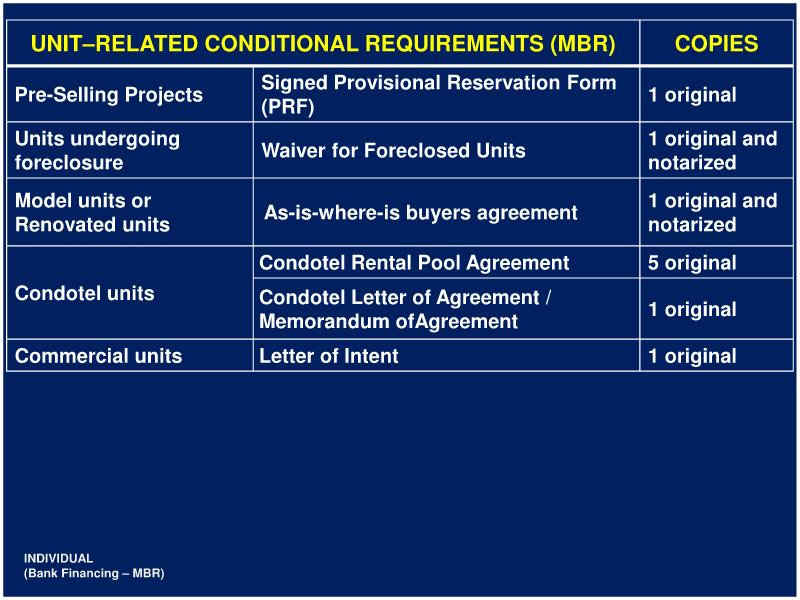 UNIT–RELATED CONDITIONAL REQUIREMENTS (MBR)
COPIES
Pre-Selling Projects
Signed Provisional Reservation Form
(PRF)
1 original
Units undergoing
foreclosure
Waiver for Foreclosed Units
1 original and
notarized
Model units or
Renovated units
As-is-where-is buyers agreement
1 original and
notarized
Condotel units
Condotel Rental Pool Agreement
5 original
Condotel Letter of Agreement /
Memorandum ofAgreement
1 original
Commercial units
Letter of Intent
1 original
INDIVIDUAL
(Bank Financing – MBR)